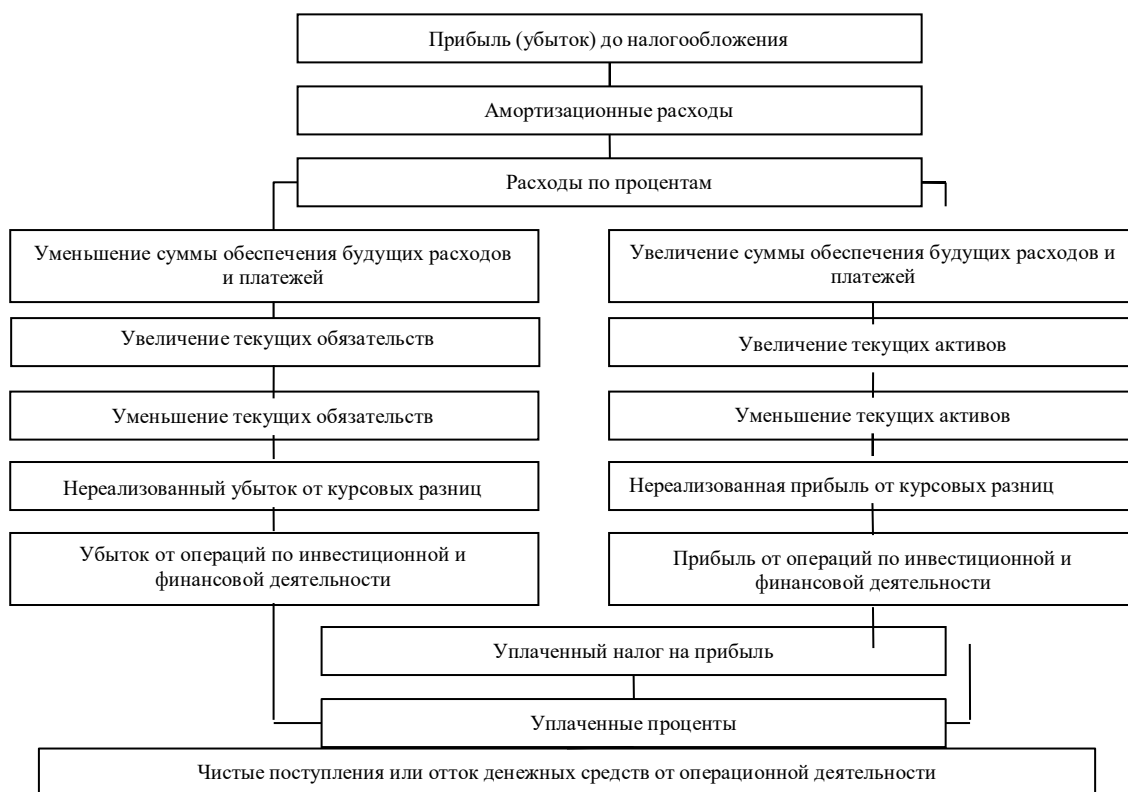 Прибыль (убыток) до налогообложения
Амортизационные расходы
Расходы по процентам
Уменьшение суммы обеспечения будущих расходов
и платежей
Увеличение суммы обеспечения будущих расходов и
платежей
Увеличение текущих обязательств
Увеличение текущих активов
Уменьшение текущих обязательств
Уменьшение текущих активов
Нереализованный убыток от курсовых разниц
Нереализованная прибыль от курсовых разниц
Убыток от операций по инвестиционной и
финансовой деятельности
Прибыль от операций по инвестиционной и
финансовой деятельности
Уплаченный налог на прибыль
Уплаченные проценты
Чистые поступления или отток денежных средств от операционной деятельности